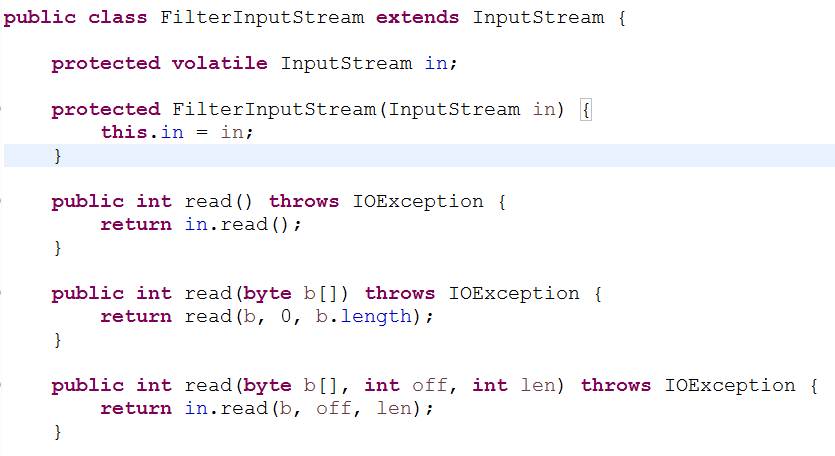 public class FilterInputStream extends InputStream {
protected volatile InputStream in;
protected FilterInputStream(InputStream in) {
this.in = in;
}
public int read() throws IOException {
return in.read();
}
public int read(byte b[]) throws IOException {
return read(b, 0, b.length);
}
public int read(byte b[], int off, int len) throws IOException {
return in.read(b, off, len);
}